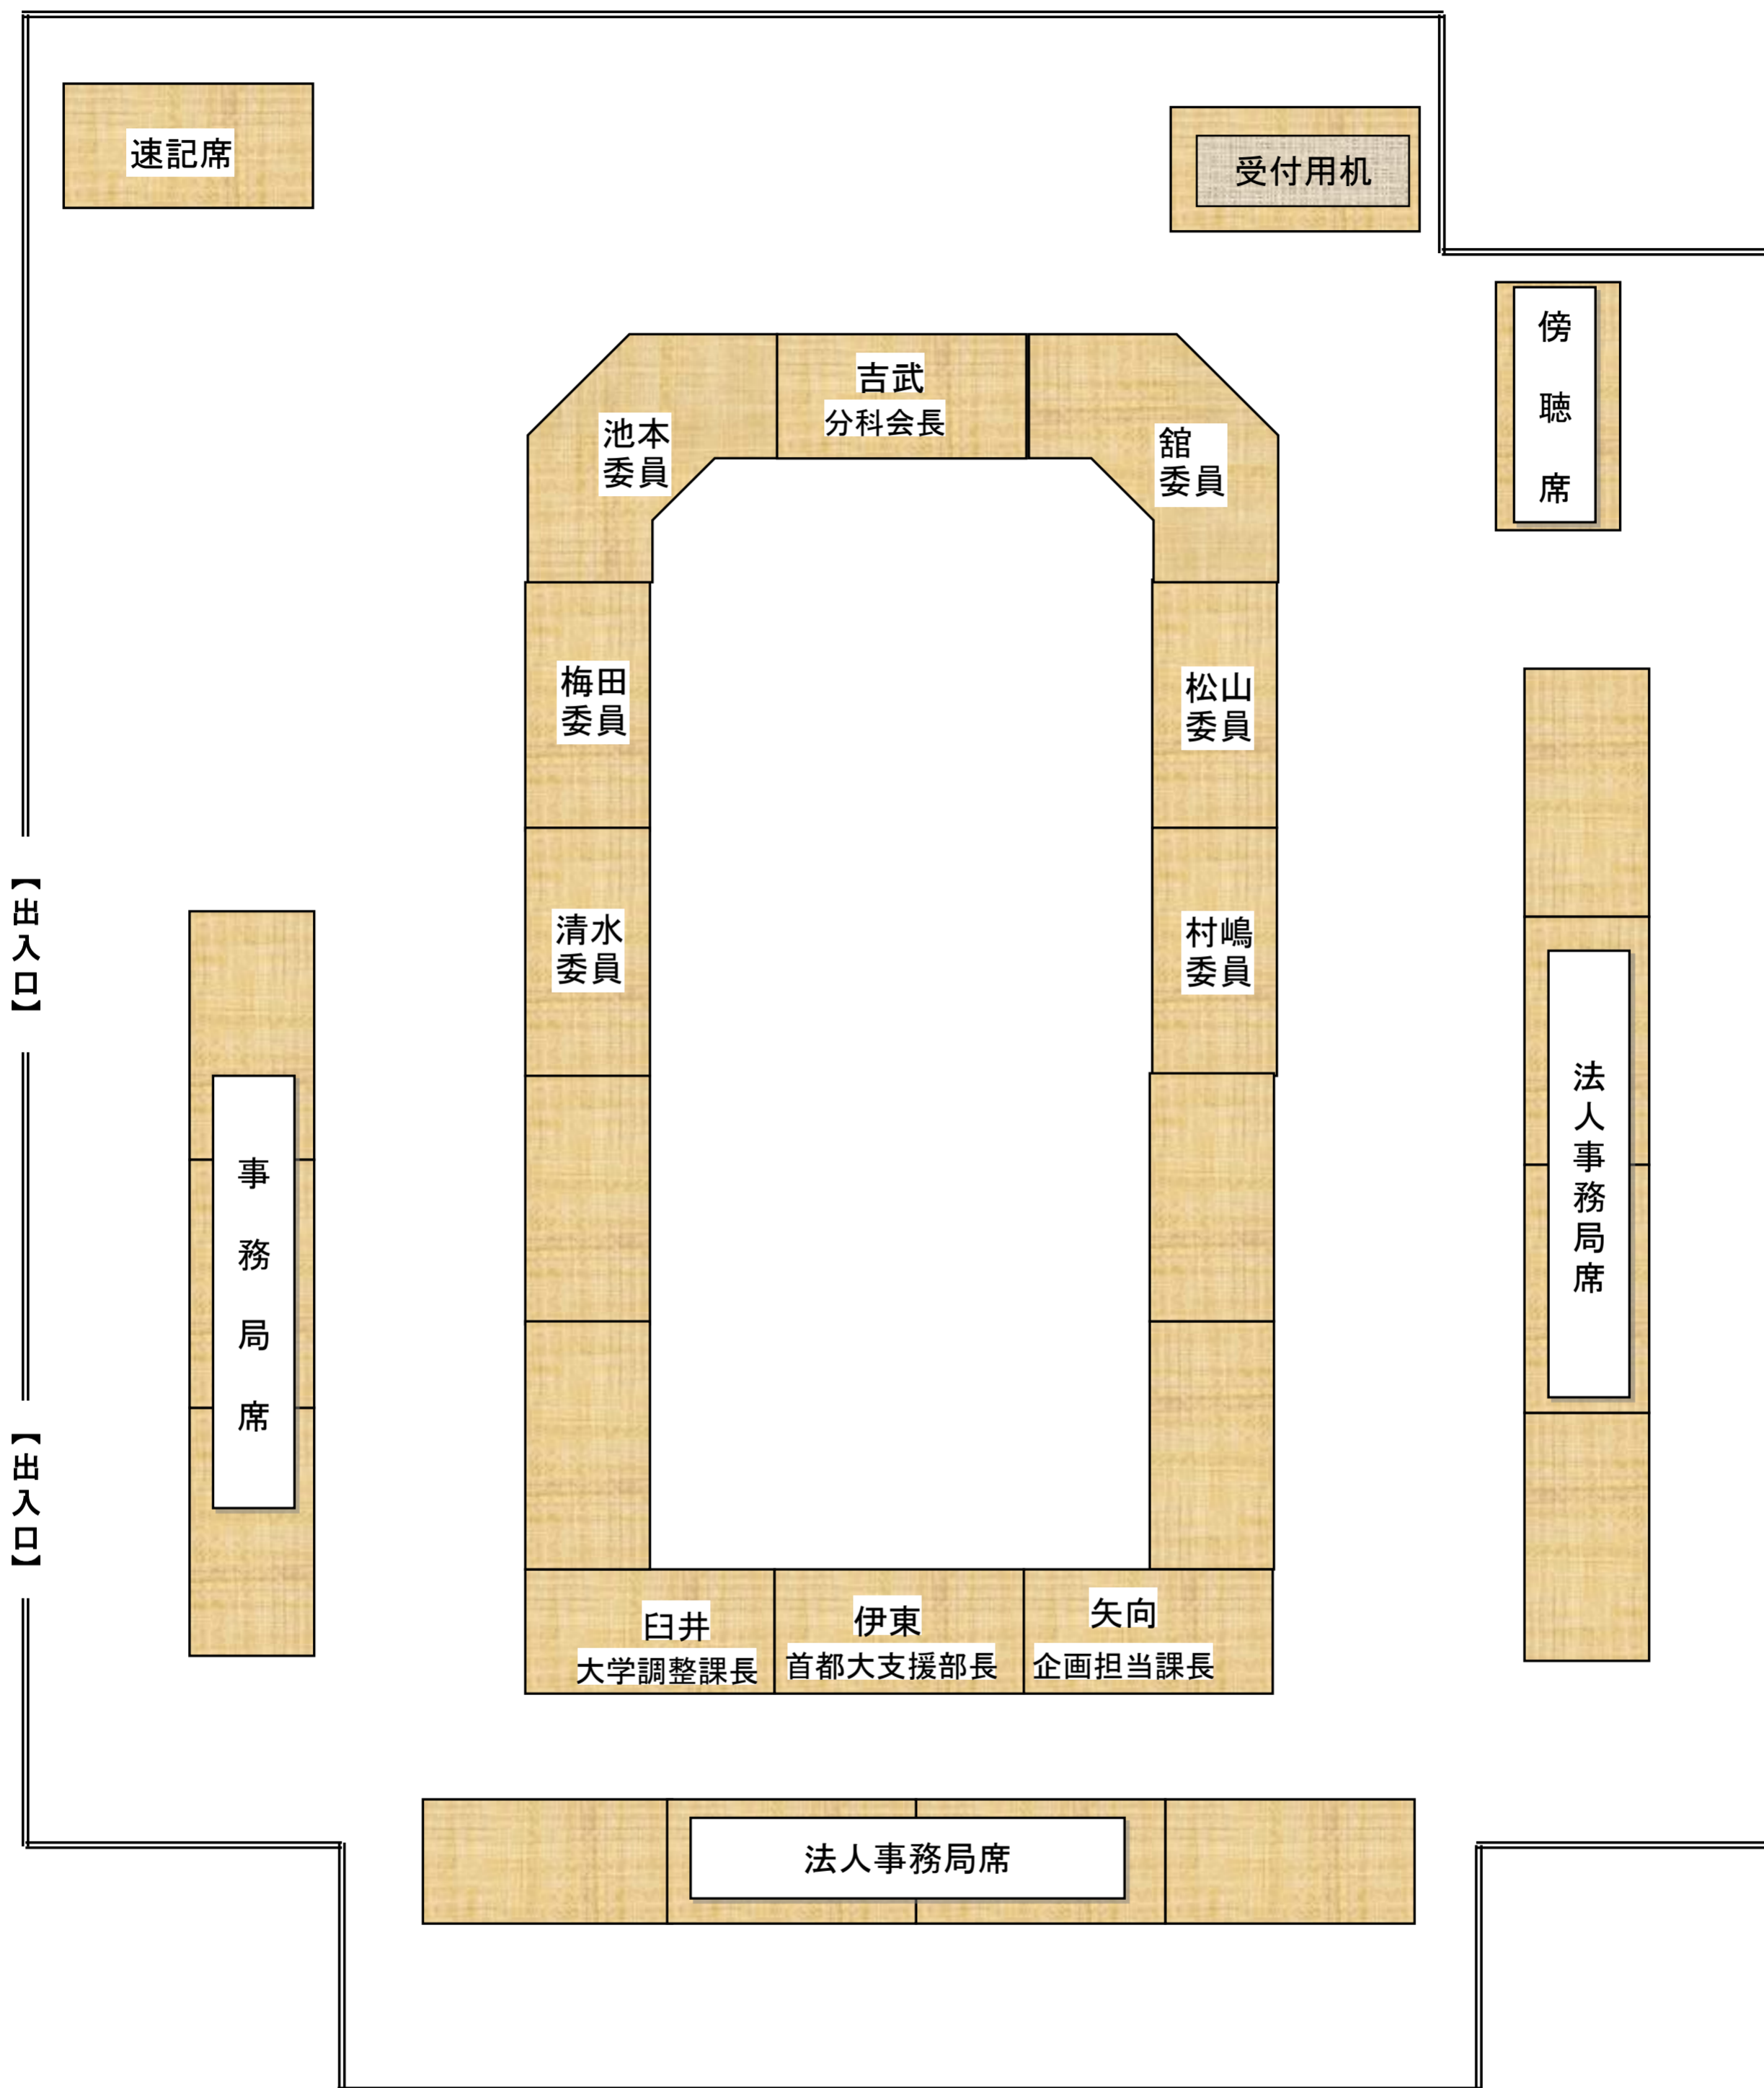 速記席
受付用机
傍聴席
吉武
分科会長
池本
委員
舘
委員
梅田
委員
松山
委員
清水
委員
村嶋
委員
【出入口】
事務局席
法人事務局席
【出入口】
臼井
大学調整課長
伊東
首都大支援部長
矢向
企画担当課長
法人事務局席